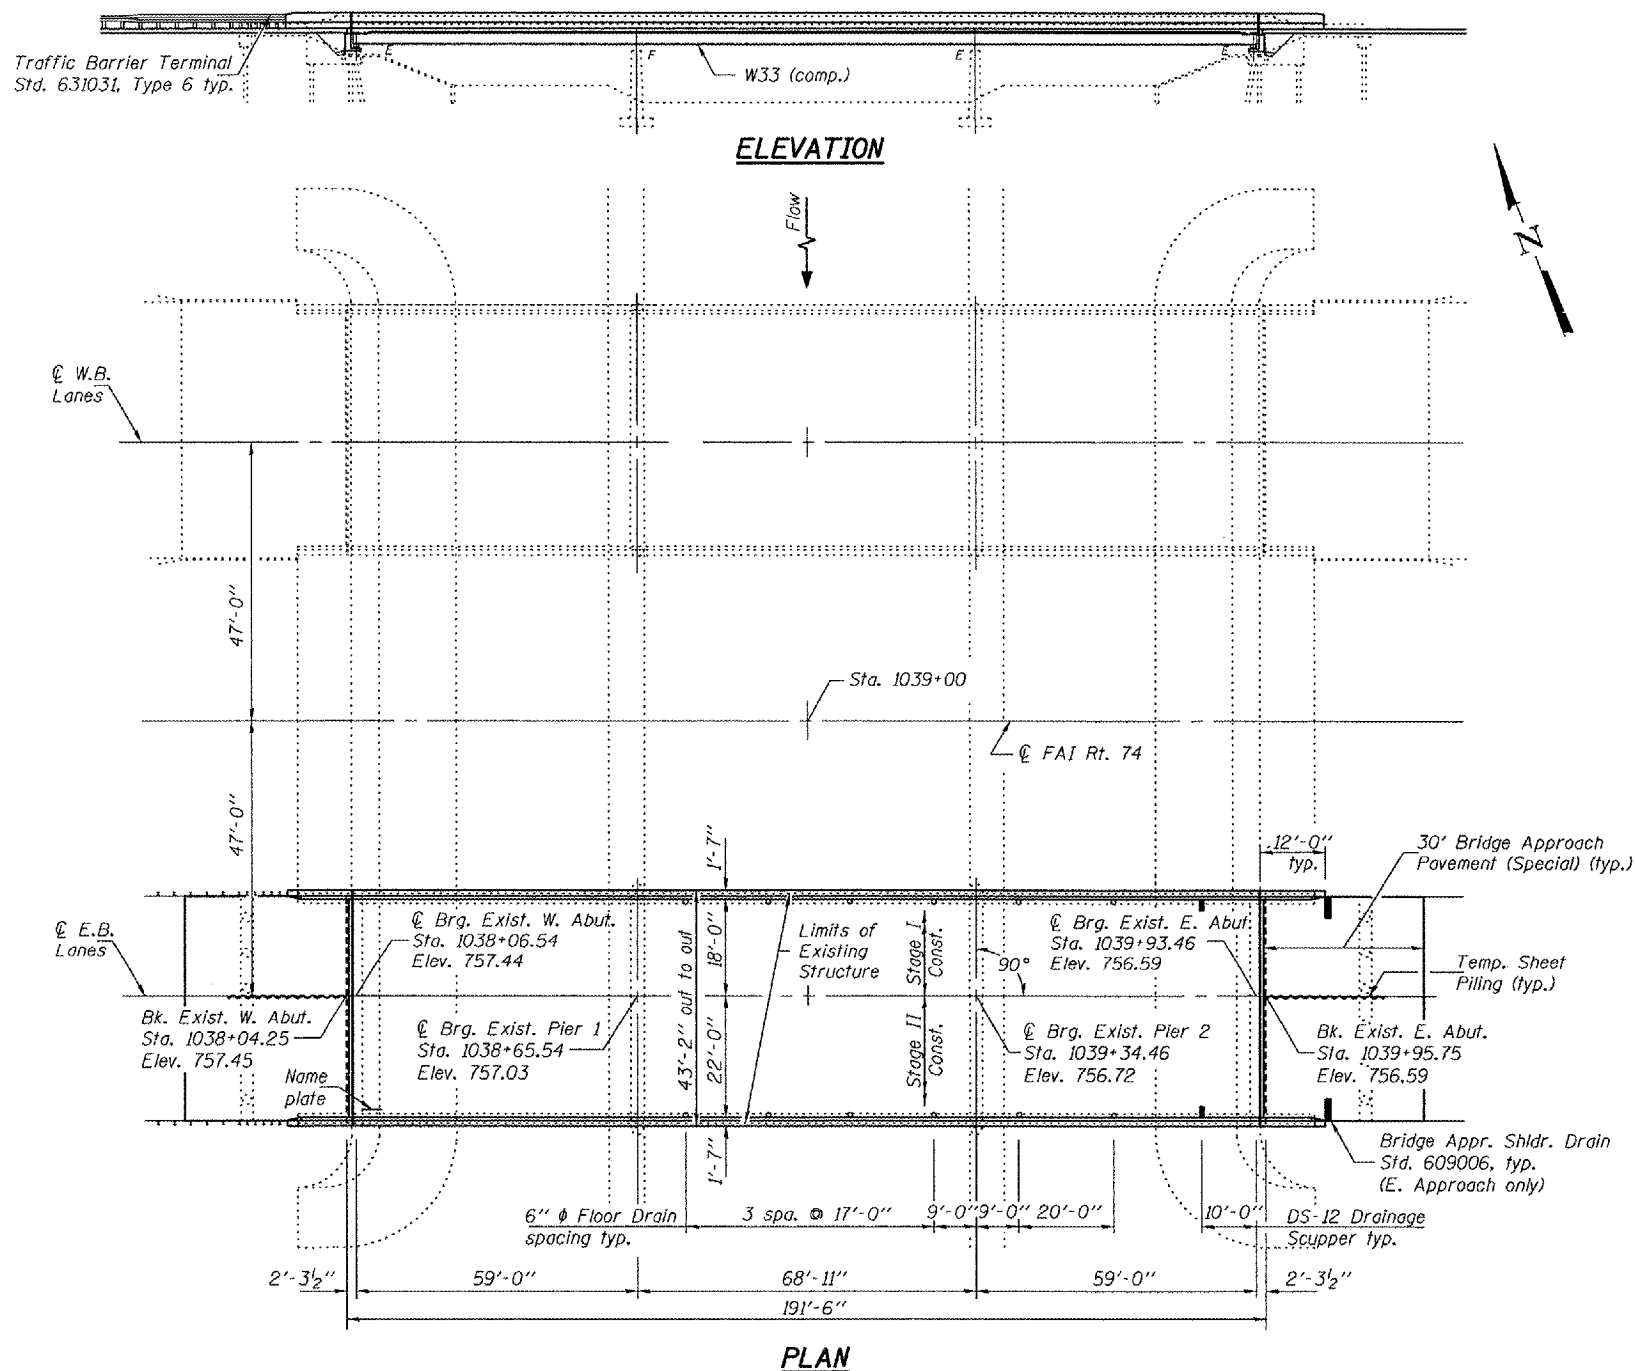 Traffic Barrier Terminal
Std. 631031, Type 6 typ.
E
F
E
E
W33 (comp.)
ELEVATION
Flow
N
℄ W.B.
Lanes
47'-0"
Sta. 1039+00
℄ FAI Rt. 74
47'-0"
1'-7"
12'-0"
typ.
30' Bridge Approach
Pavement (Special) (typ.)
℄ E.B.
Lanes
℄ Brg. Exist. W. Abut.
Sta. 1038+06.54
Elev. 757.44
43'-2" out to out
18'-0"
Limits of
Existing
Structure
Stage I
Const.
90°
℄ Brg. Exist. E. Abut.
Sta. 1039+93.46
Elev. 756.59
Temp. Sheet
Piling (typ.)
Bk. Exist. W. Abut.
Sta. 1038+04.25
Elev. 757.45
℄ Brg. Exist. Pier 1
Sta. 1038+65.54
Elev. 757.03
22'-0"
Stage II
Const.
℄ Brg. Exist. Pier 2
Sta. 1039+34.46
Elev. 756.72
Bk. Exist. E. Abut.
Sta. 1039+95.75
Elev. 756.59
Name
plate
1'-7"
Bridge Appr. Shldr. Drain
Std. 609006, typ.
(E. Approach only)
6" ϕ Floor Drain
spacing typ.
3 spa. @ 17'-0"
9'-0"
9'-0"
20'-0"
10'-0"
DS-12 Drainage
Scupper typ.
2'-3½"
59'-0"
68'-11"
59'-0"
2'-3½"
191'-6"
PLAN